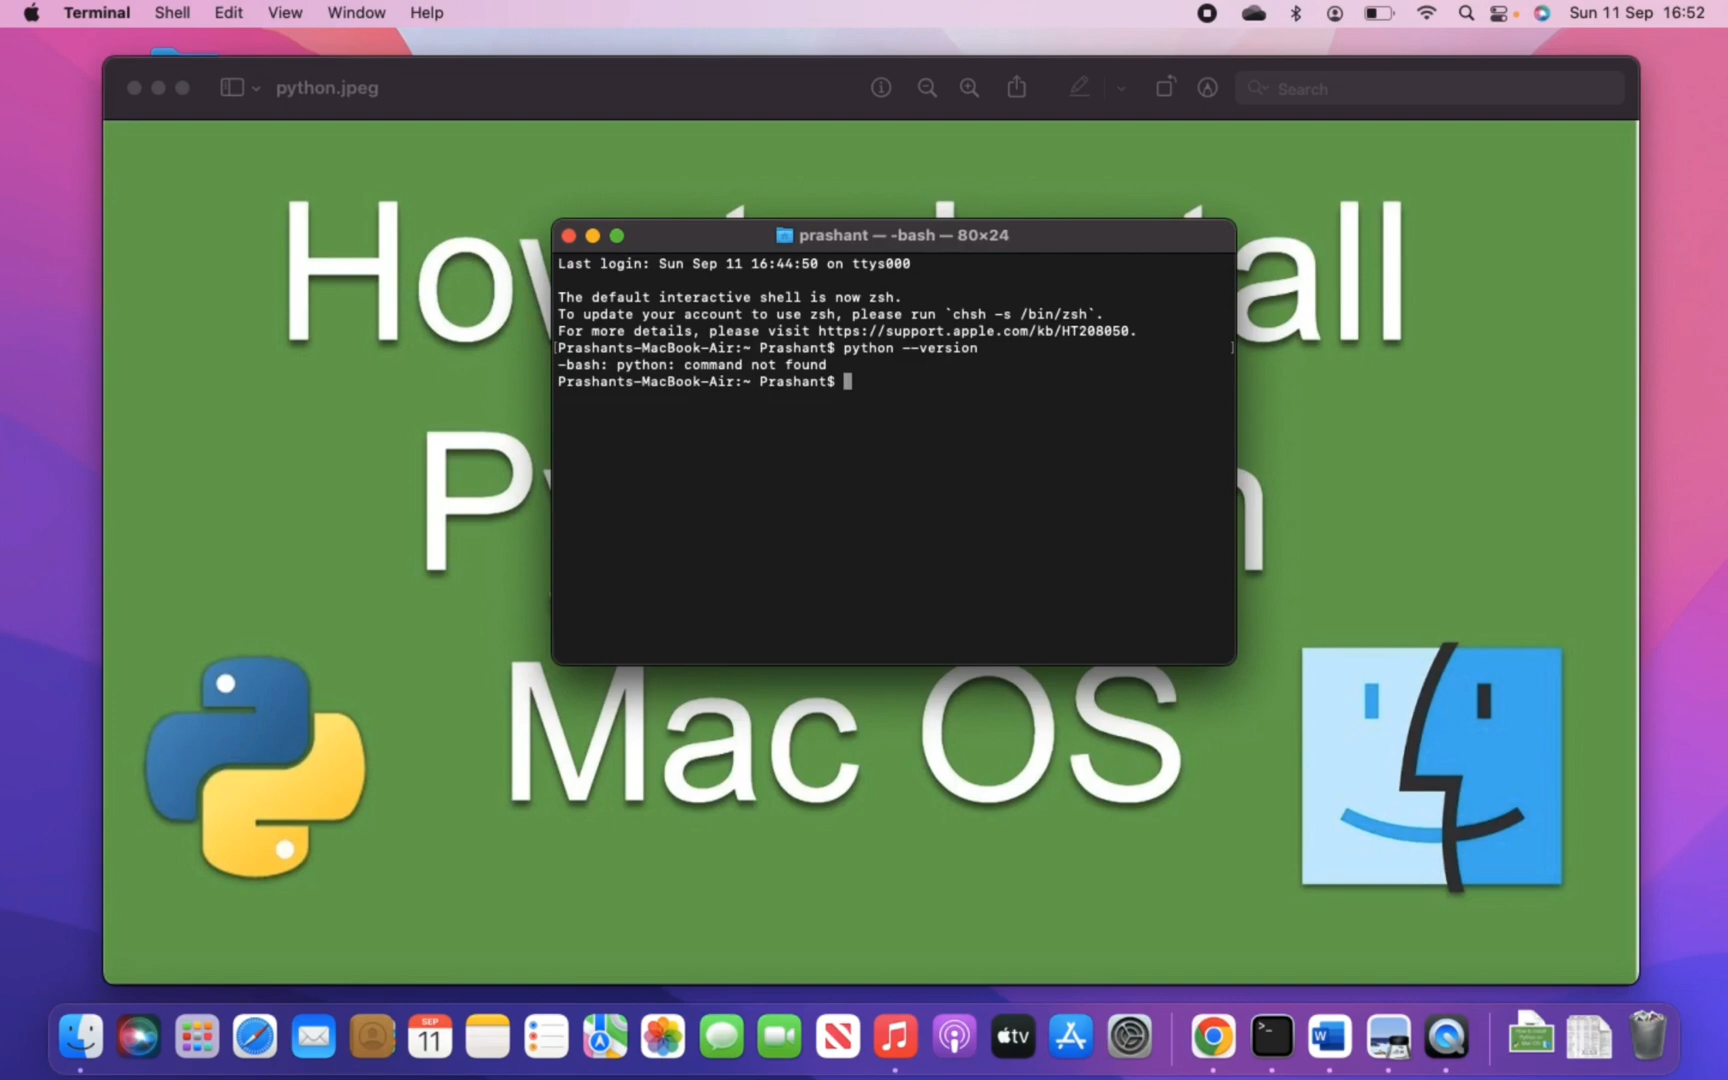 Terminal Shell Edit View Window Help Sun 11 Sep 16:52
python.jpeg Search
prashant — -bash — 80×24
Last login: Sun Sep 11 16:44:50 on ttys000
The default interactive shell is now zsh.
To update your account to use zsh, please run `chsh -s /bin/zsh`.
For more details, please visit https://support.apple.com/kb/HT208050.
[Prashants-MacBook-Air:~ Prashant$ python --version ]
-bash: python: command not found
Prashants-MacBook-Air:~ Prashant$
Mac OS
SEP
11
tv
W